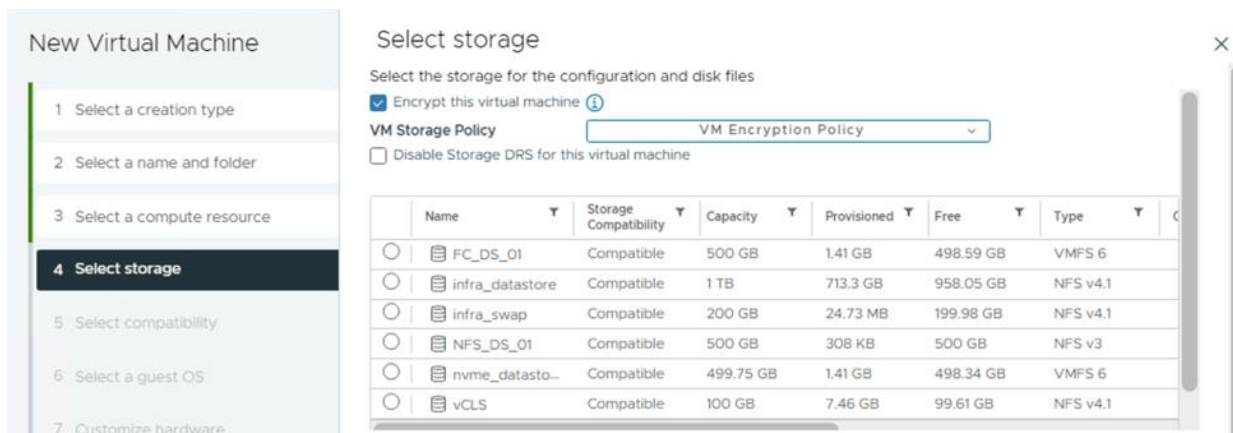 New Virtual Machine
1 Select a creation type
2 Select a name and folder
3 Select a compute resource
4 Select storage
5 Select compatibility
6 Select a guest OS
7 Customize hardware
Select storage
Select the storage for the configuration and disk files
Encrypt this virtual machine
VM Storage Policy VM Encryption Policy
Disable Storage DRS for this virtual machine
Name Storage Compatibility Capacity Provisioned Free Type
FC_DS_01 Compatible 500 GB 1.41 GB 498.59 GB VMFS 6
infra_datastore Compatible 1 TB 713.3 GB 958.05 GB NFS v4.1
infra_swap Compatible 200 GB 24.73 MB 199.98 GB NFS v4.1
NFS_DS_01 Compatible 500 GB 308 KB 500 GB NFS v3
nvme_datasto... Compatible 499.75 GB 1.41 GB 498.34 GB VMFS 6
vCLS Compatible 100 GB 7.46 GB 99.61 GB NFS v4.1